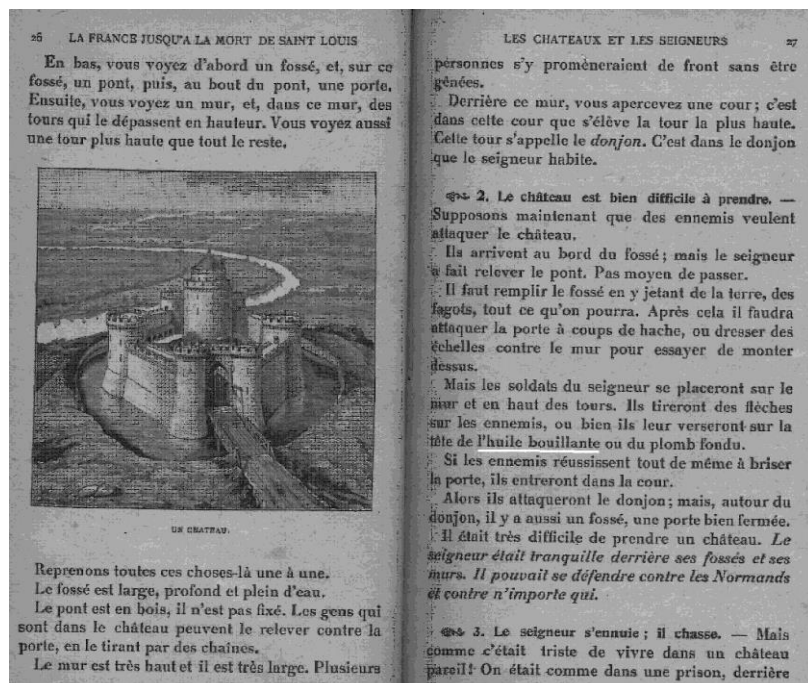 26 LA FRANCE JUSQU'A LA MORT DE SAINT LOUIS
En bas, vous voyez d'abord un fossé, et, sur ce
fossé, un pont, puis, au bout du pont, une porte.
Ensuite, vous voyez un mur, et, dans ce mur, des
tours qui le dépassent en hauteur. Vous voyez aussi
une tour plus haute que tout le reste.
UN CHATEAU.
Reprenons toutes ces choses-là une à une.
Le fossé est large, profond et plein d'eau.
Le pont est en bois, il n'est pas fixé. Les gens qui
sont dans le château peuvent le relever contre la
porte, en le tirant par des chaînes.
Le mur est très haut et il est très large. Plusieurs
LES CHATEAUX ET LES SEIGNEURS 27
personnes s'y promèneraient de front sans être
gênées.
Derrière ce mur, vous apercevez une cour ; c'est
dans cette cour que s'élève la tour la plus haute.
Cette tour s'appelle le donjon. C'est dans le donjon
que le seigneur habite.
2. Le château est bien difficile à prendre. —
Supposons maintenant que des ennemis veulent
attaquer le château.
Ils arrivent au bord du fossé ; mais le seigneur
a fait relever le pont. Pas moyen de passer.
Il faut remplir le fossé en y jetant de la terre, des
fagots, tout ce qu'on pourra. Après cela il faudra
attaquer la porte à coups de hache, ou dresser des
échelles contre le mur pour essayer de monter
dessus.
Mais les soldats du seigneur se placeront sur le
mur et en haut des tours. Ils tireront des flèches
sur les ennemis, ou bien ils leur verseront sur la
tête de l'huile bouillante ou du plomb fondu.
Si les ennemis réussissent tout de même à briser
la porte, ils entreront dans la cour.
Alors ils attaqueront le donjon ; mais, autour du
donjon, il y a aussi un fossé, une porte bien fermée.
Il était très difficile de prendre un château. Le
seigneur était tranquille derrière ses fossés et ses
murs. Il pouvait se défendre contre les Normands
et contre n'importe qui.
3. Le seigneur s'ennuie ; il chasse. — Mais
comme c'était triste de vivre dans un château
pareil ! On était comme dans une prison, derrière